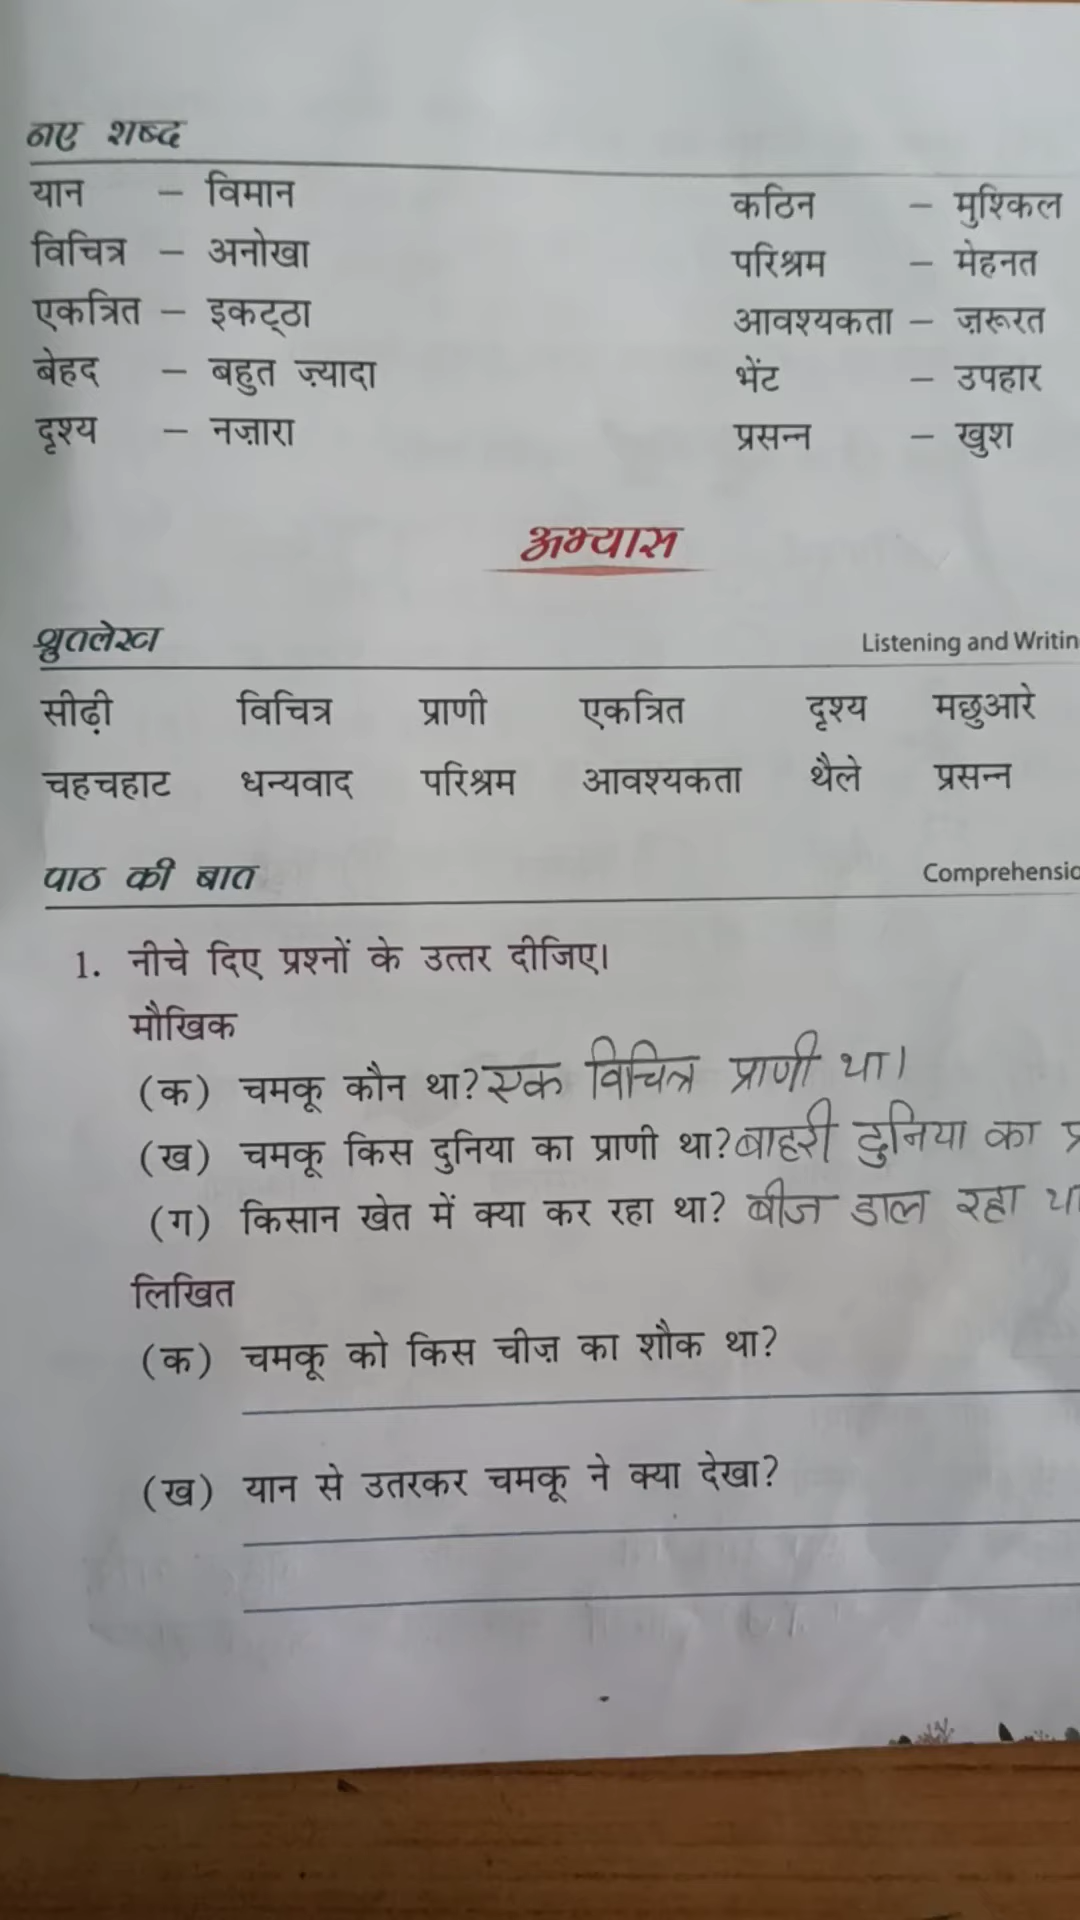 नए शब्द
यान – विमान कठिन – मुश्किल
विचित्र – अनोखा परिश्रम – मेहनत
एकत्रित – इकट्ठा आवश्यकता – ज़रूरत
बेहद – बहुत ज़्यादा भेंट – उपहार
दृश्य – नज़ारा प्रसन्न – खुश
अभ्यास
श्रुतलेख Listening and Writin
सीढ़ी विचित्र प्राणी एकत्रित दृश्य मछुआरे
चहचहाट धन्यवाद परिश्रम आवश्यकता थैले प्रसन्न
पाठ की बात Comprehensio
1. नीचे दिए प्रश्नों के उत्तर दीजिए।
मौखिक
(क) चमकू कौन था? एक विचित्र प्राणी था।
(ख) चमकू किस दुनिया का प्राणी था? बाहरी दुनिया का प्र
(ग) किसान खेत में क्या कर रहा था? बीज डाल रहा था
लिखित
(क) चमकू को किस चीज़ का शौक था?
(ख) यान से उतरकर चमकू ने क्या देखा?